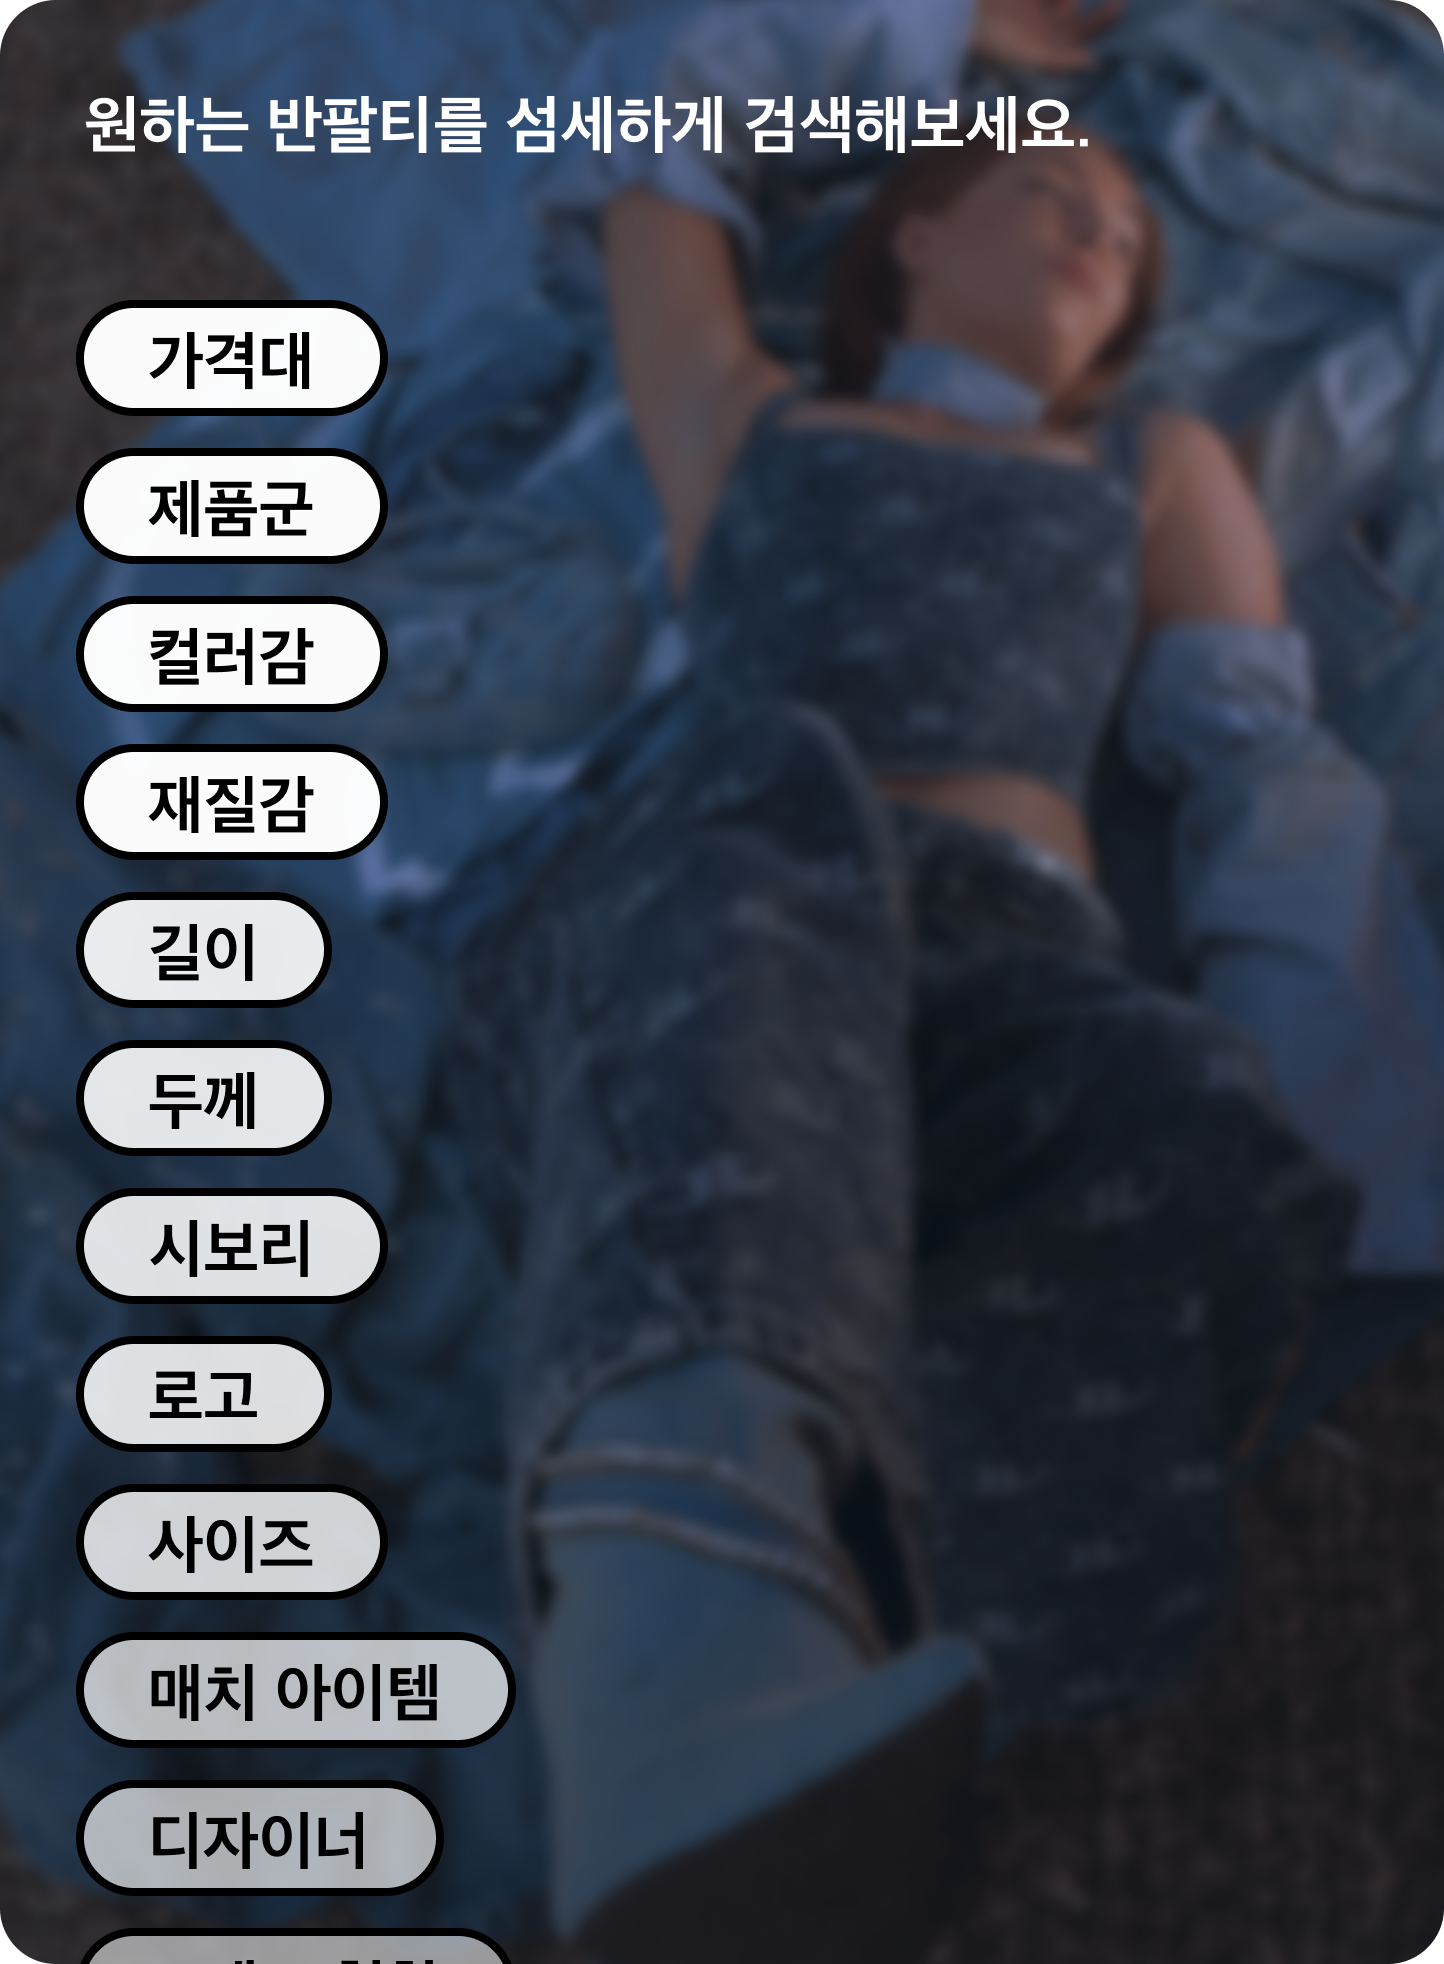 원하는 반팔티를 섬세하게 검색해보세요.
가격대
제품군
컬러감
재질감
길이
두께
시보리
로고
사이즈
매치 아이템
디자이너